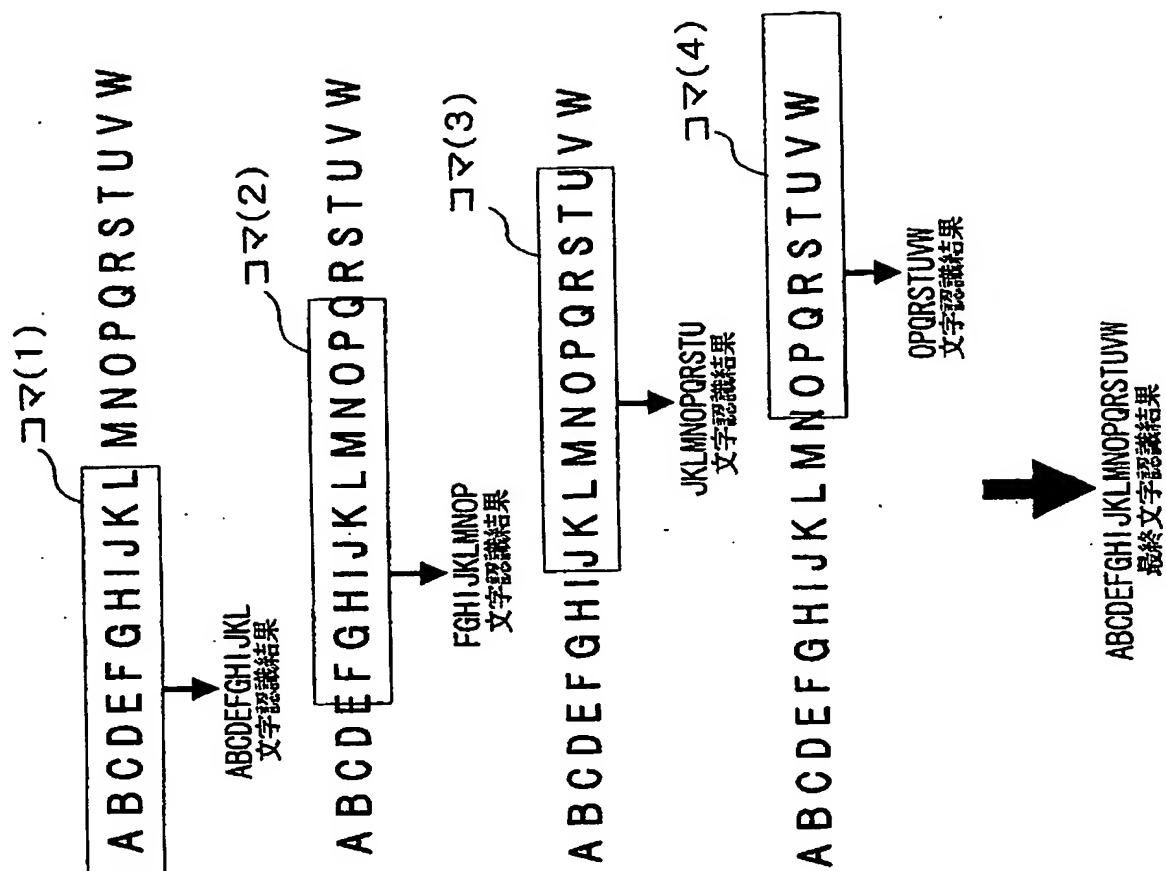 コマ(1)
ABCDEFGHIJKL MNOPQRSTUVW
ABCDEFGHIJKL
文字認識結果
コマ(2)
ABCDEFGHIJKLMNOPQRSTUVW
FGHIJKLMNOP
文字認識結果
コマ(3)
ABCDEFGHIJKLMNOPQRSTUVW
JKLMNOPQRSTU
文字認識結果
コマ(4)
ABCDEFGHIJKLMNOPQRSTUVW
OPQRSTUVW
文字認識結果
ABCDEFGHIJKLMNOPQRSTUVW
最終文字認識結果